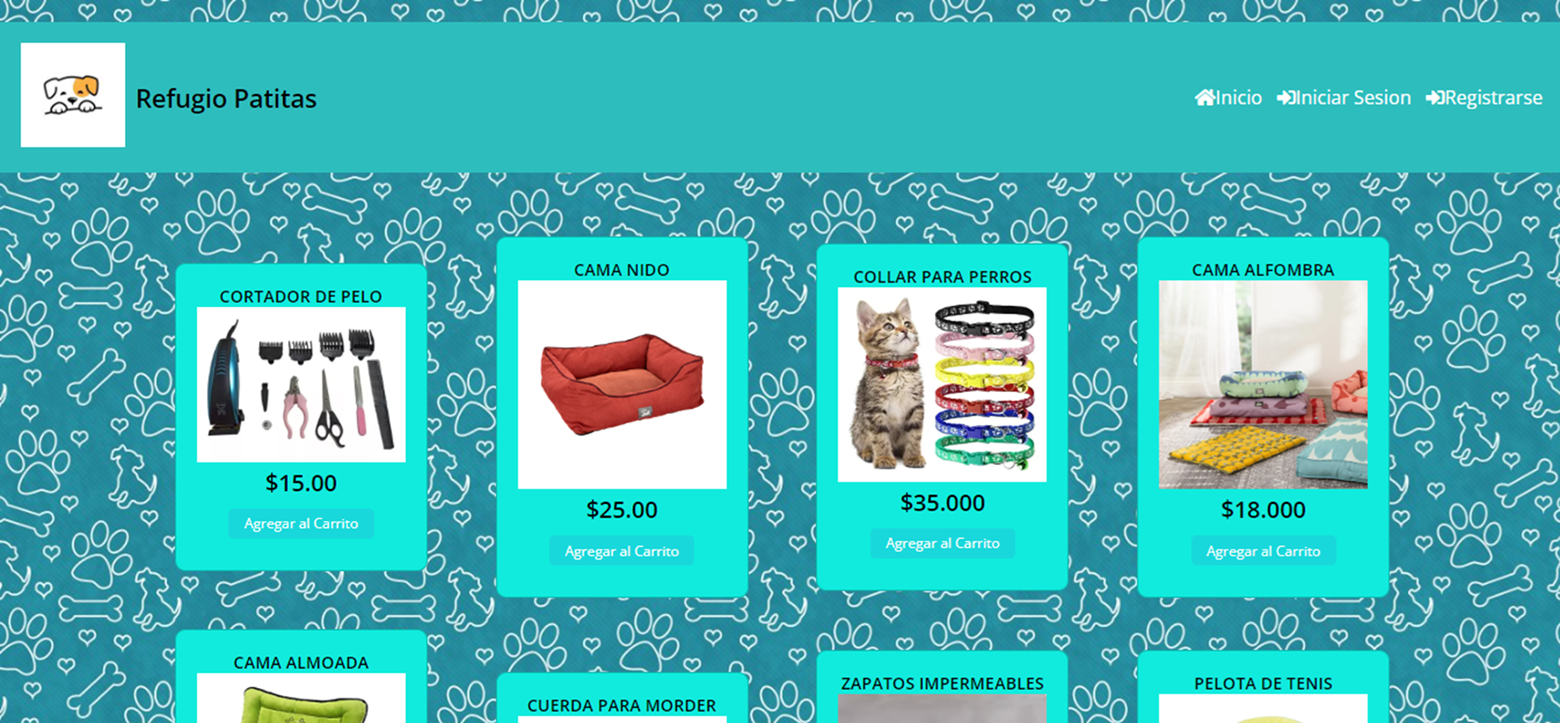 Refugio Patitas
Inicio
Iniciar Sesion
Registrarse
CORTADOR DE PELO
$15.00
Agregar al Carrito
CAMA NIDO
$25.00
Agregar al Carrito
COLLAR PARA PERROS
$35.000
Agregar al Carrito
CAMA ALFOMBRA
$18.000
Agregar al Carrito
CAMA ALMOADA
CUERDA PARA MORDER
ZAPATOS IMPERMEABLES
PELOTA DE TENIS